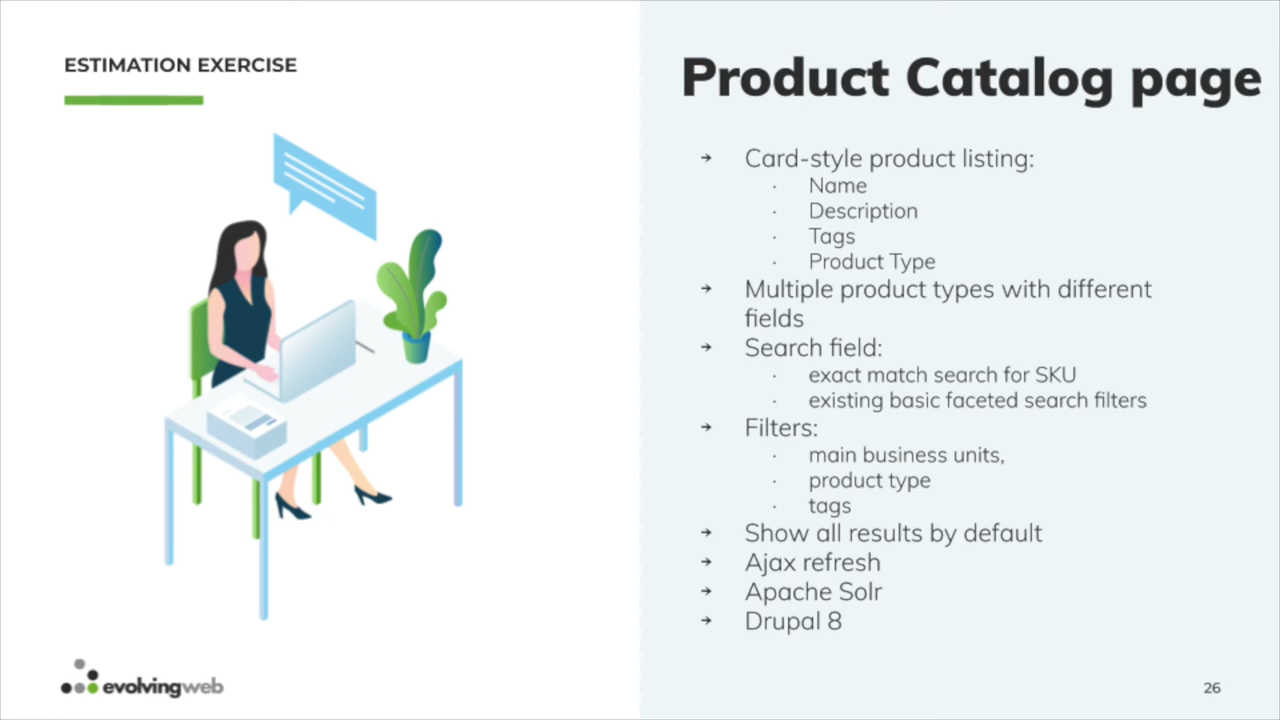 ESTIMATION EXERCISE
Product Catalog page
→ Card-style product listing:
· Name
· Description
· Tags
· Product Type
→ Multiple product types with different
fields
→ Search field:
· exact match search for SKU
· existing basic faceted search filters
→ Filters:
· main business units,
· product type
· tags
→ Show all results by default
→ Ajax refresh
→ Apache Solr
→ Drupal 8
evolvingweb
26